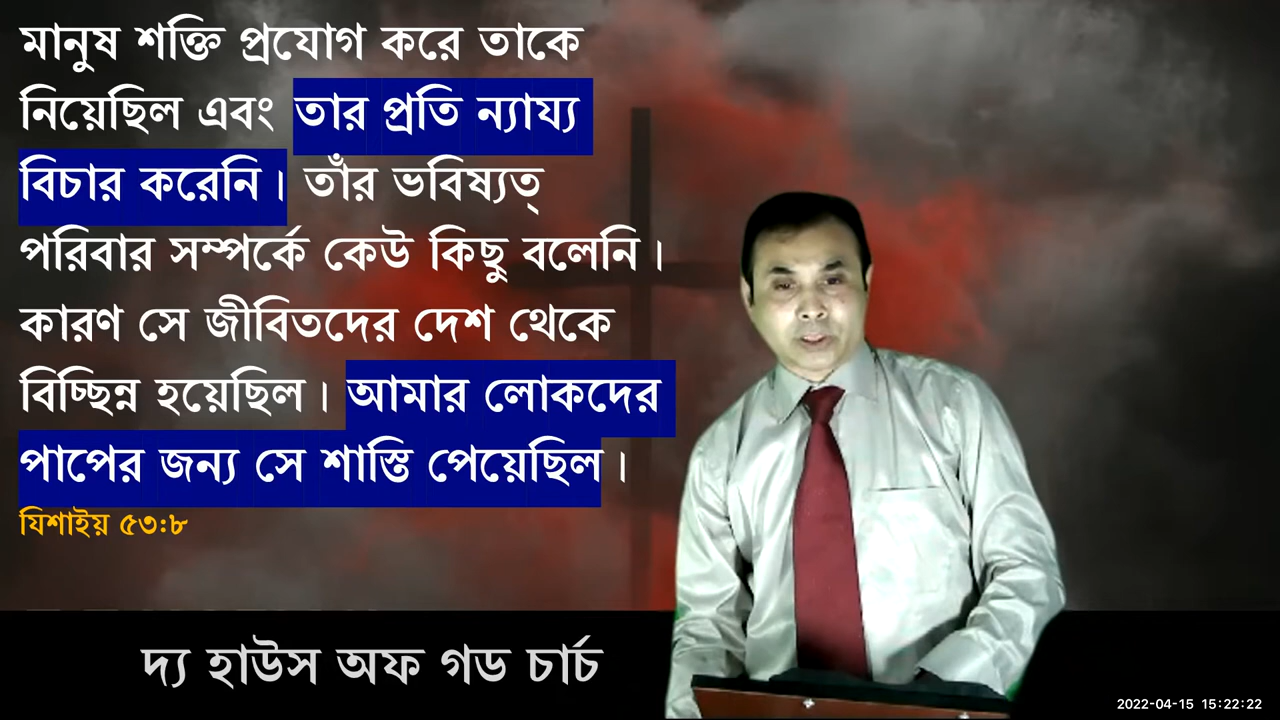 মানুষ শক্তি প্রযোগ করে তাকে
নিয়েছিল এবং তার প্রতি ন্যায্য
বিচার করেনি। তাঁর ভবিষ্যত্
পরিবার সম্পর্কে কেউ কিছু বলেনি।
কারণ সে জীবিতদের দেশ থেকে
বিচ্ছিন্ন হয়েছিল। আমার লোকদের
পাপের জন্য সে শাস্তি পেয়েছিল।
যিশাইয় ৫৩:৮
দ্য হাউস অফ গড চার্চ
2022-04-15 15:22:22